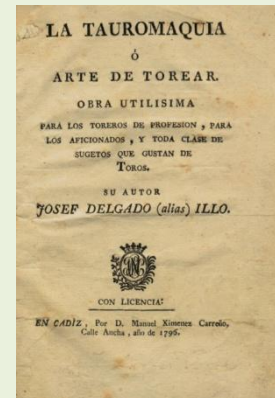 LA TAUROMAQUIA
Ó
ARTE DE TOREAR.
OBRA UTILISIMA
PARA LOS TOREROS DE PROFESION , PARA
LOS AFICIONADOS , Y TODA CLASE DE
SUGETOS QUE GUSTAN DE
TOROS.
SU AUTOR
JOSEF DELGADO (alias) ILLO.
CON LICENCIA:
EN CADIZ , Por D. Manuel Ximenez Carreño,
Calle Ancha , año de 1796.